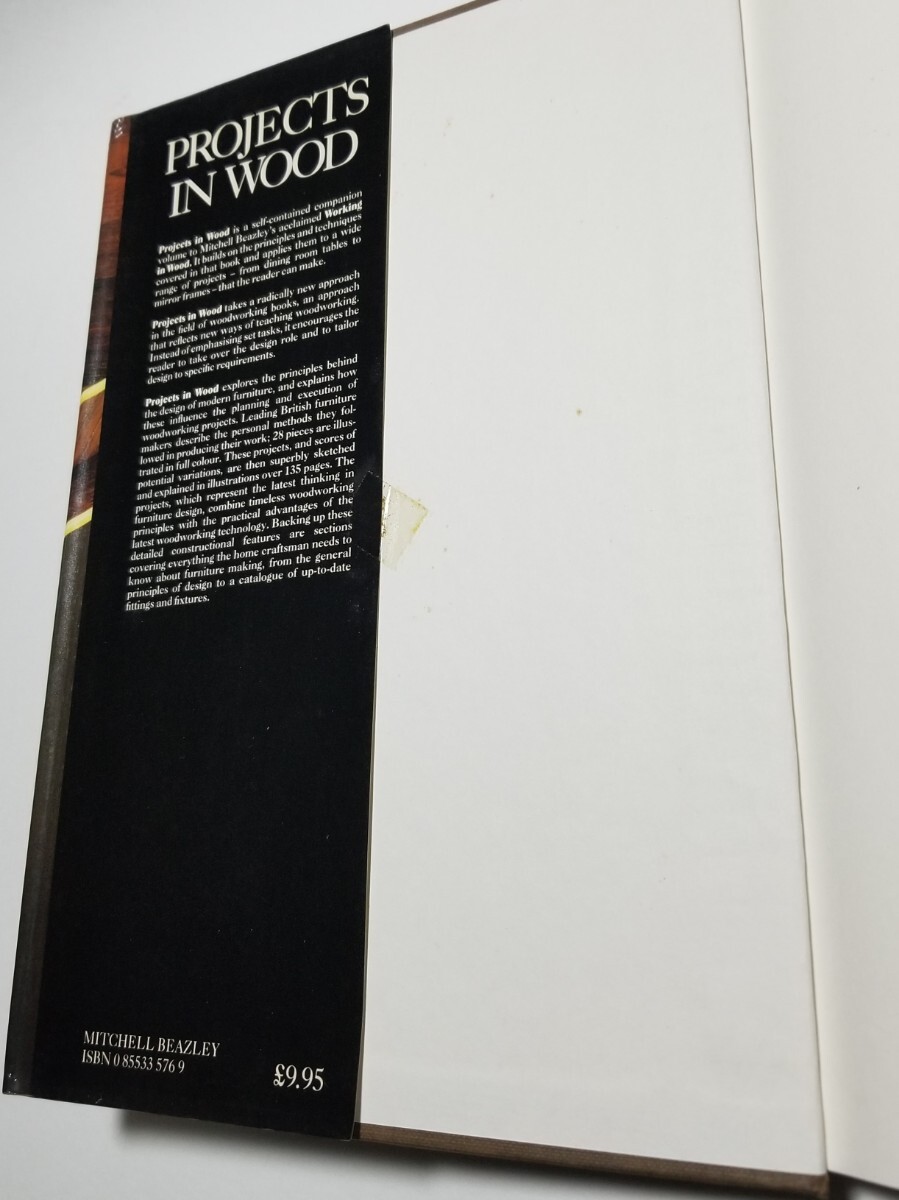 PROJECTS
IN WOOD
Projects in Wood is a self-contained companion
volume to Mitchell Beazley's acclaimed Working
in Wood. It builds on the principles and techniques
covered in that book and applies them to a wide
range of projects – from dining room tables to
mirror frames – that the reader can make.
Projects in Wood takes a radically new approach
in the field of woodworking books, an approach
that reflects new ways of teaching woodworking.
Instead of emphasising set tasks, it encourages the
reader to take over the design role and to tailor
design to specific requirements.
Projects in Wood explores the principles behind
the design of modern furniture, and explains how
these influence the planning and execution of
woodworking projects. Leading British furniture
makers describe the personal methods they fol-
lowed in producing their work; 28 pieces are illus-
trated in full colour. These projects, and scores of
potential variations, are then superbly sketched
and explained in illustrations over 135 pages. The
projects, which represent the latest thinking in
furniture design, combine timeless woodworking
principles with the practical advantages of the
latest woodworking technology. Backing up these
detailed constructional features are sections
covering everything the home craftsman needs to
know about furniture making, from the general
principles of design to a catalogue of up-to-date
fittings and fixtures.
MITCHELL BEAZLEY
ISBN 0 85533 576 9
£9.95